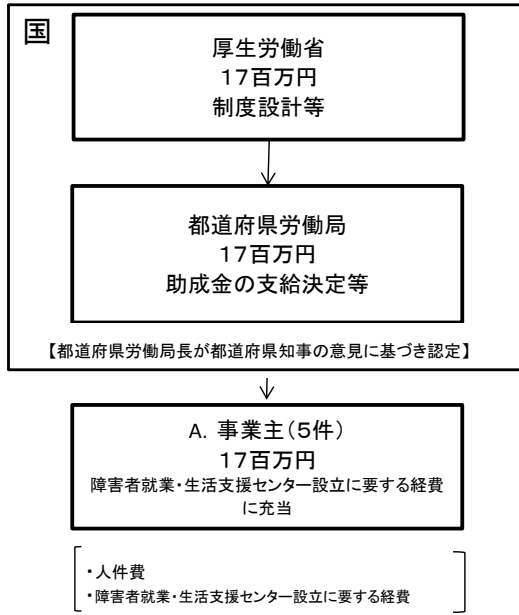 国
厚生労働省
17百万円
制度設計等
都道府県労働局
17百万円
助成金の支給決定等
【都道府県労働局長が都道府県知事の意見に基づき認定】
A. 事業主(5件)
17百万円
障害者就業・生活支援センター設立に要する経費
に充当
・人件費
・障害者就業・生活支援センター設立に要する経費